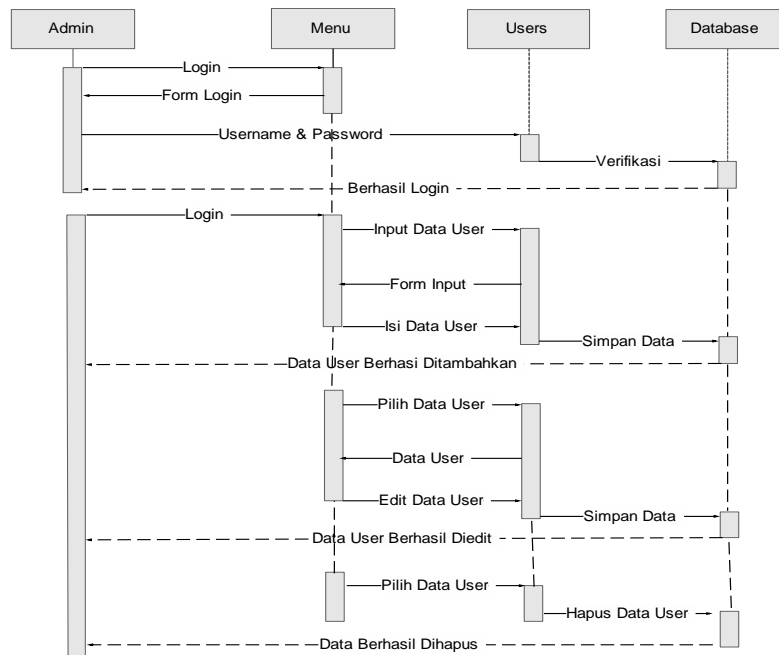 Admin
Menu
Users
Database
Login
Form Login
Username & Password
Verifikasi
Berhasil Login
Login
Input Data User
Form Input
Isi Data User
Simpan Data
Data User Berhasi Ditambahkan
Pilih Data User
Data User
Edit Data User
Simpan Data
Data User Berhasil Diedit
Pilih Data User
Hapus Data User
Data Berhasil Dihapus